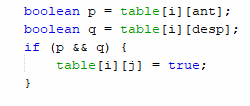 boolean p = table[i][ant];
boolean q = table[i][desp];
if (p && q) {
    table[i][j] = true;
}